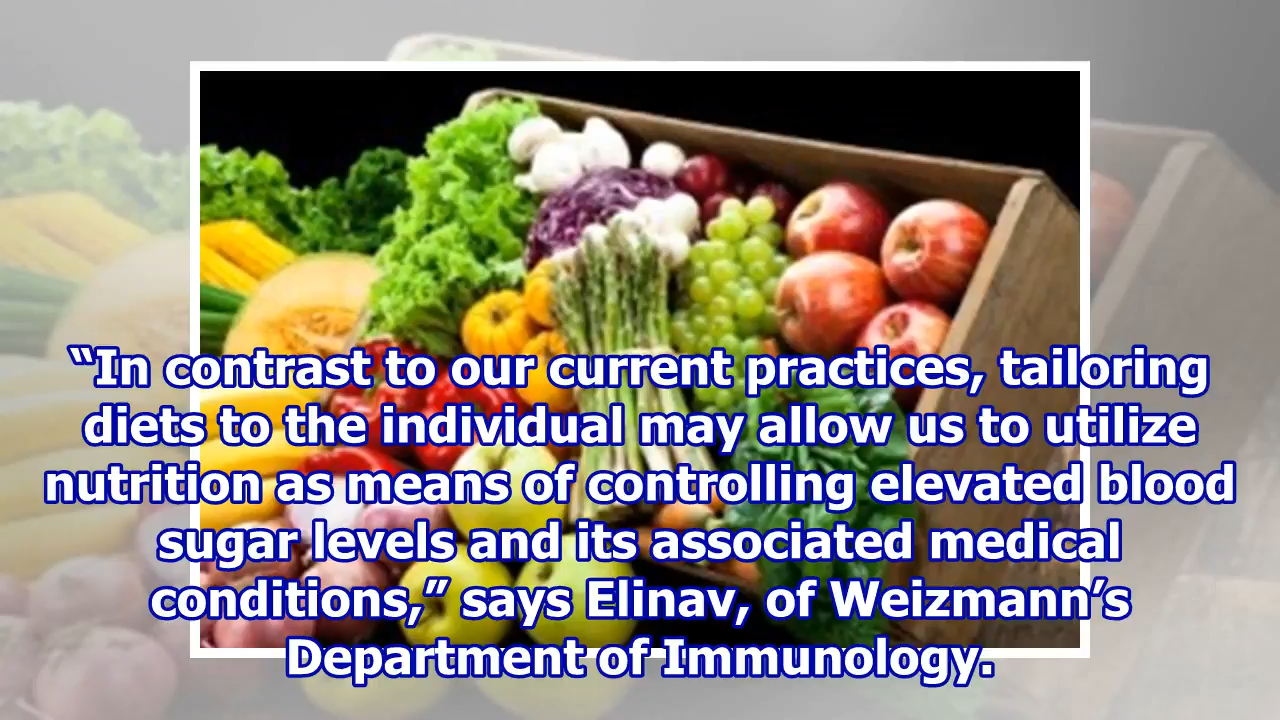 “In contrast to our current practices, tailoring
diets to the individual may allow us to utilize
nutrition as means of controlling elevated blood
sugar levels and its associated medical
conditions,” says Elinav, of Weizmann’s
Department of Immunology.